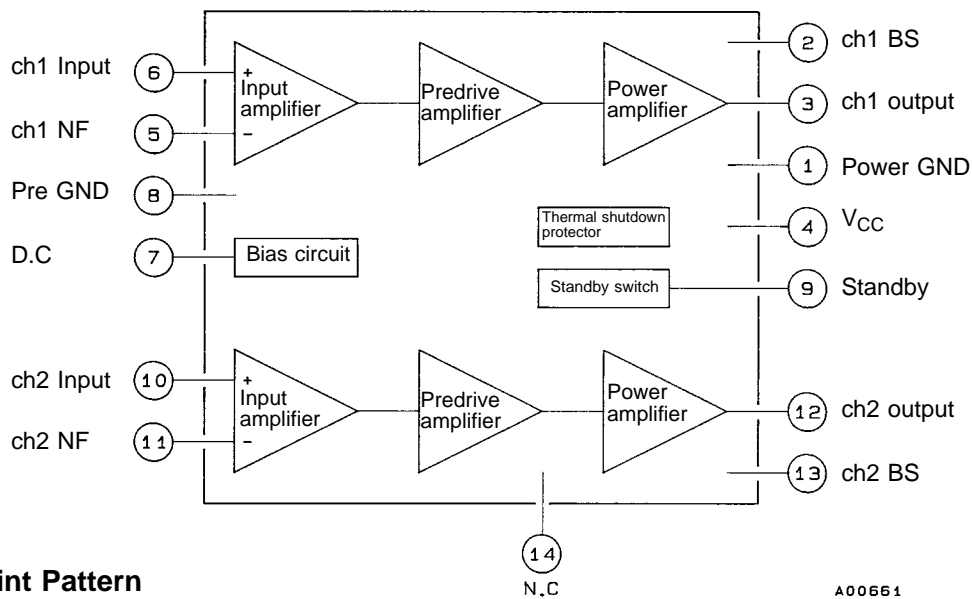 ch1 Input
6
+
Input
amplifier
Predrive
amplifier
Power
amplifier
2
ch1 BS
3
ch1 output
ch1 NF
5
−
1
Power GND
Pre GND
8
Thermal shutdown
protector
4
VCC
D.C
7
Bias circuit
Standby switch
9
Standby
ch2 Input
10
+
Input
amplifier
Predrive
amplifier
Power
amplifier
12
ch2 output
ch2 NF
11
−
13
ch2 BS
14
N.C
int Pattern
A00661